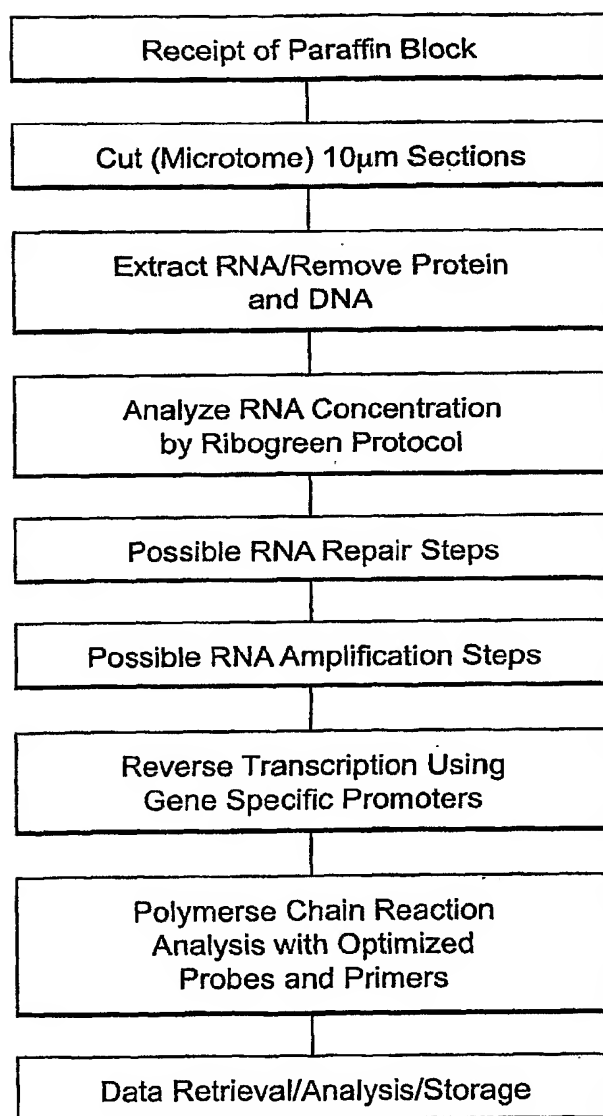 Receipt of Paraffin Block
Cut (Microtome) 10µm Sections
Extract RNA/Remove Protein
and DNA
Analyze RNA Concentration
by Ribogreen Protocol
Possible RNA Repair Steps
Possible RNA Amplification Steps
Reverse Transcription Using
Gene Specific Promoters
Polymerse Chain Reaction
Analysis with Optimized
Probes and Primers
Data Retrieval/Analysis/Storage